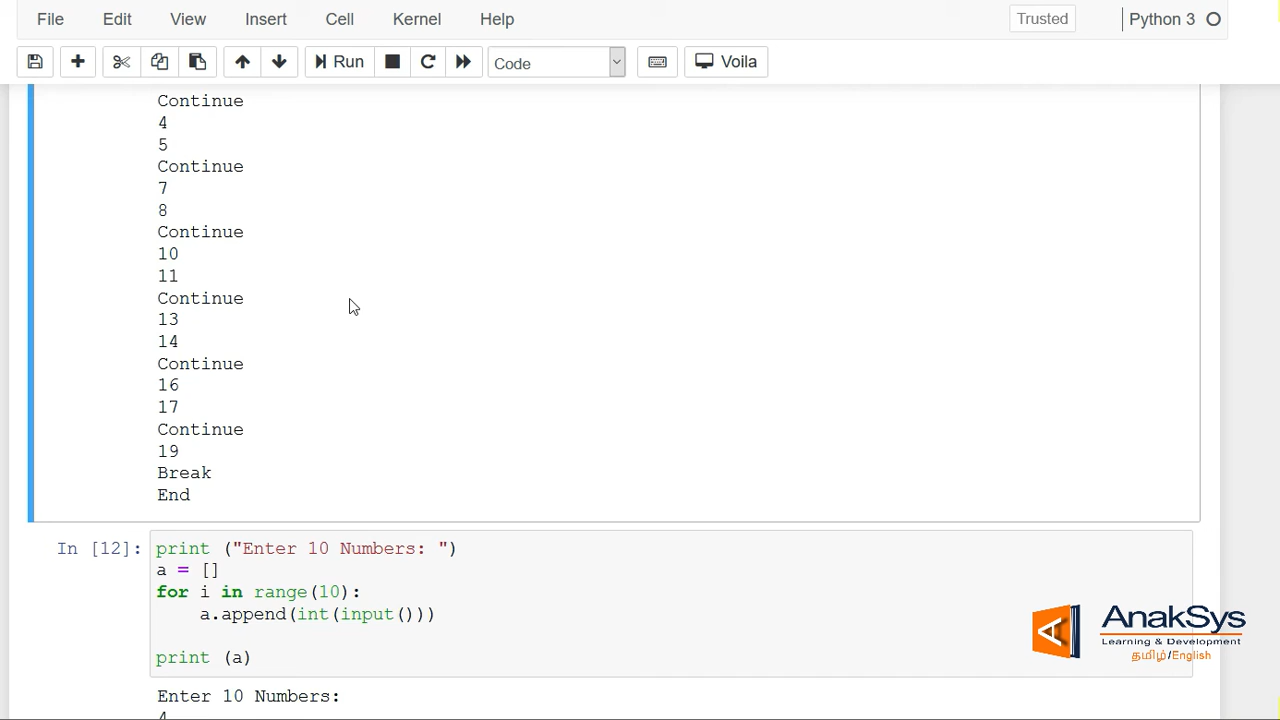 File Edit View Insert Cell Kernel Help Trusted Python 3
Run Code Voila
Continue
4
5
Continue
7
8
Continue
10
11
Continue
13
14
Continue
16
17
Continue
19
Break
End
In [12]: print ("Enter 10 Numbers: ")
a = []
for i in range(10):
    a.append(int(input()))
print (a)
Enter 10 Numbers:
4
A AnakSys
Learning & Development
தமிழ்/English